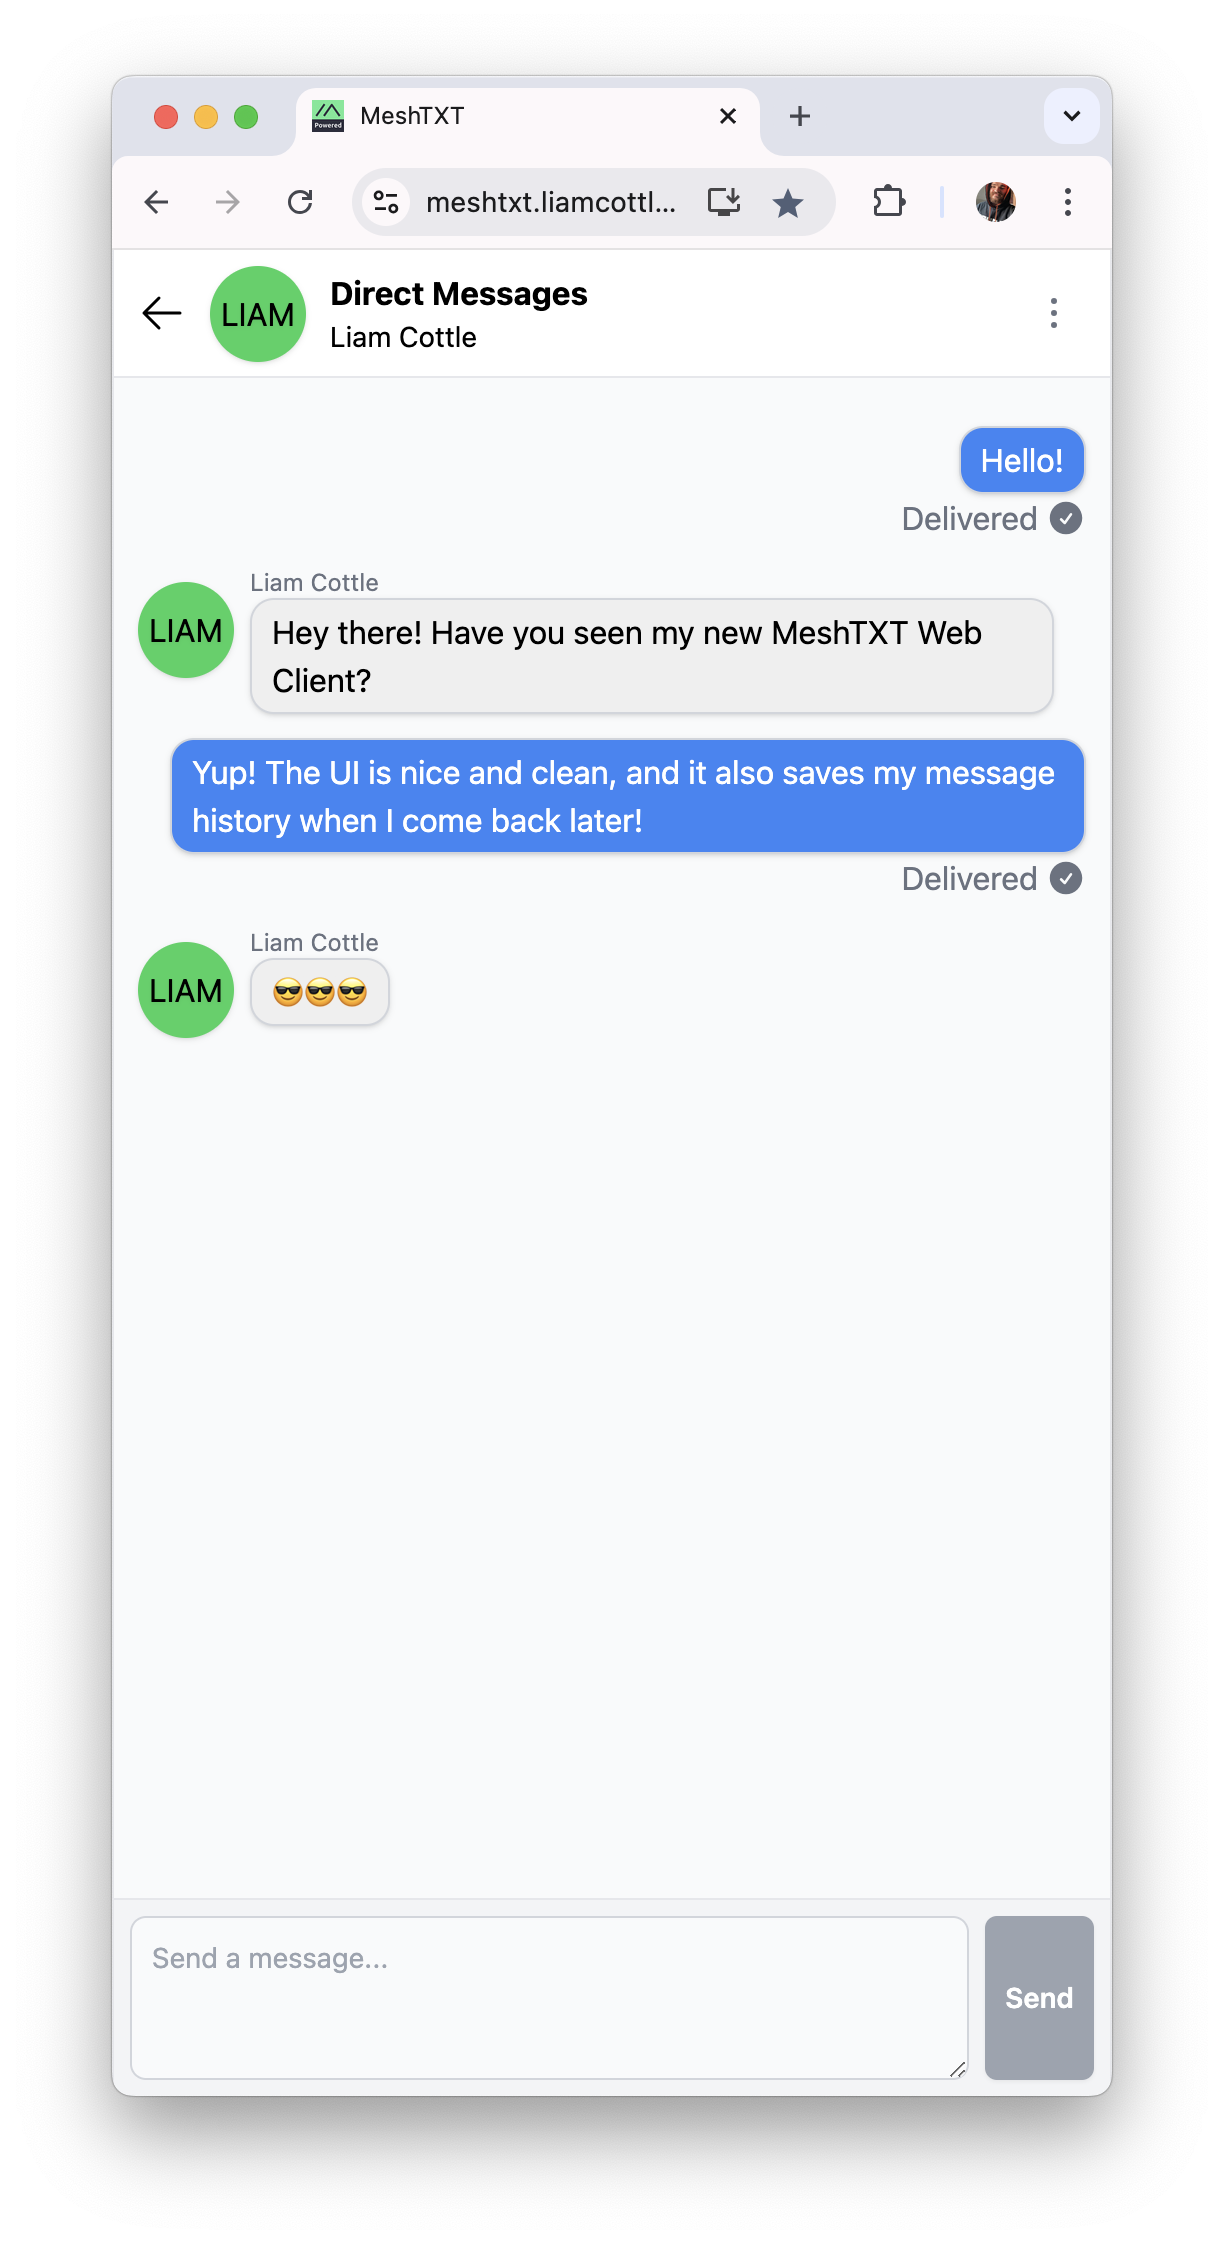 Powered
MeshTXT
meshtxt.liamcottl...
LIAM
Direct Messages
Liam Cottle
Hello!
Delivered
Liam Cottle
LIAM
Hey there! Have you seen my new MeshTXT Web
Client?
Yup! The UI is nice and clean, and it also saves my message
history when I come back later!
Delivered
Liam Cottle
LIAM
😎😎😎
Send a message...
Send